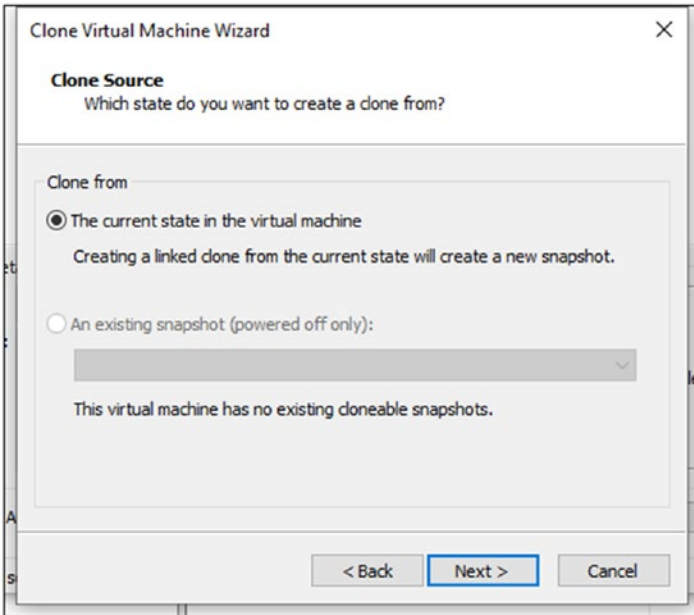 Clone Virtual Machine Wizard
Clone Source
Which state do you want to create a clone from?
Clone from
The current state in the virtual machine
Creating a linked clone from the current state will create a new snapshot.
An existing snapshot (powered off only):
This virtual machine has no existing cloneable snapshots.
< Back Next > Cancel